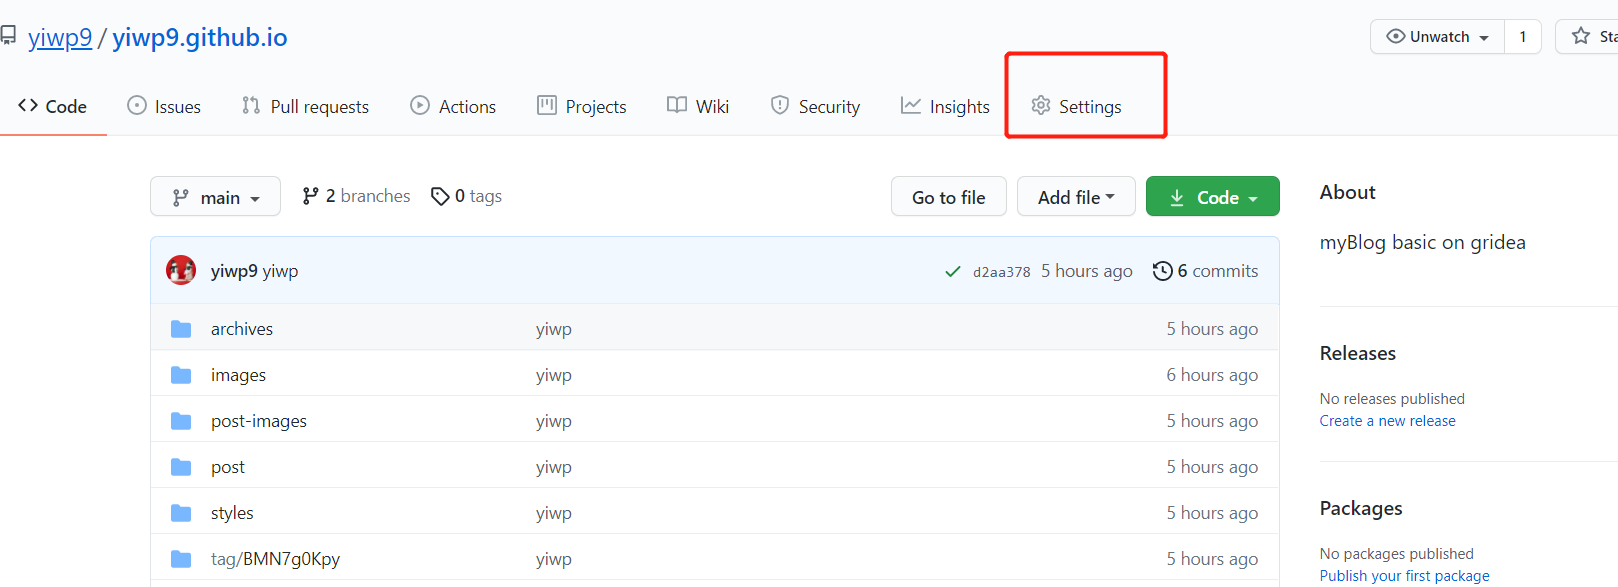 yiwp9 / yiwp9.github.io
Unwatch 1
Code Issues Pull requests Actions Projects Wiki Security Insights Settings
main 2 branches 0 tags Go to file Add file Code
yiwp9 yiwp d2aa378 5 hours ago 6 commits
archives yiwp 5 hours ago
images yiwp 6 hours ago
post-images yiwp 5 hours ago
post yiwp 5 hours ago
styles yiwp 5 hours ago
tag/BMN7g0Kpy yiwp 5 hours ago
About
myBlog basic on gridea
Releases
No releases published
Create a new release
Packages
No packages published
Publish your first package